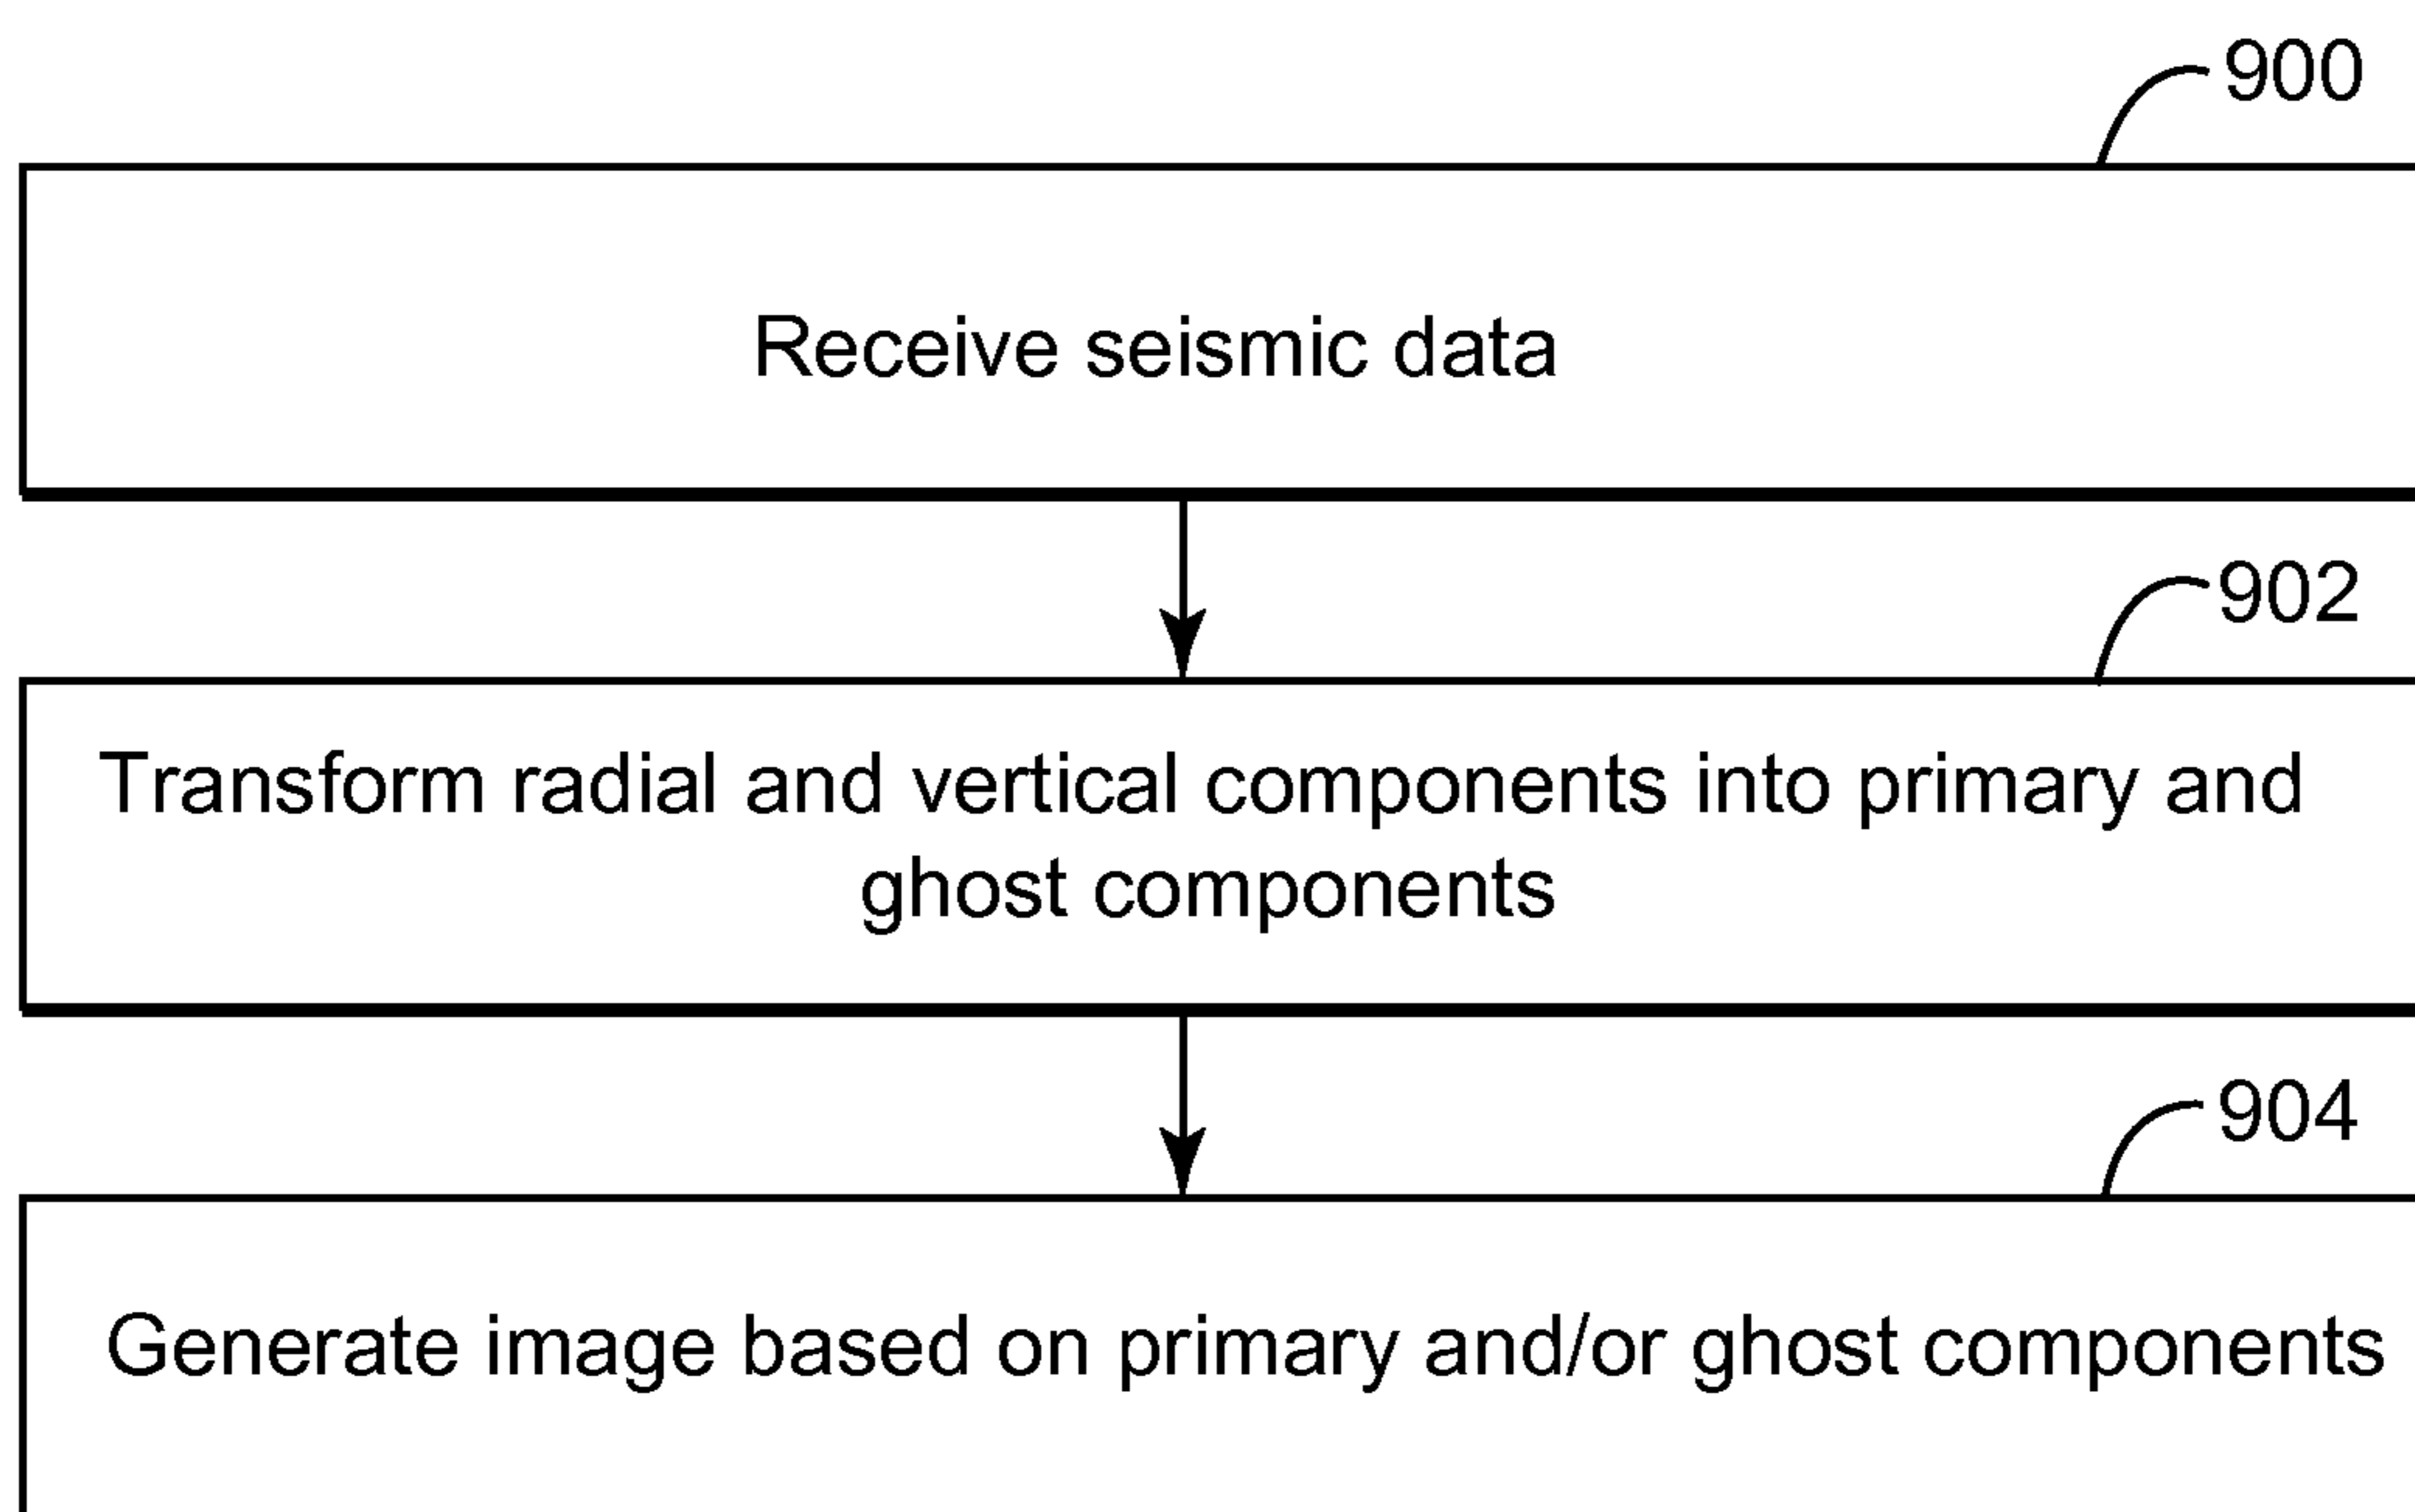 900
Receive seismic data
902
Transform radial and vertical components into primary and
ghost components
904
Generate image based on primary and/or ghost components